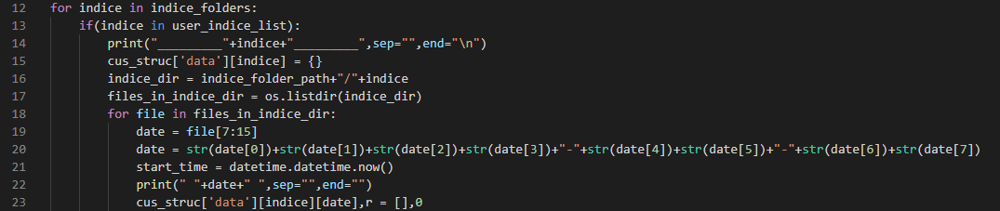 12 for indice in indice_folders:
13     if(indice in user_indice_list):
14         print("_________"+indice+"_________",sep="",end="\n")
15         cus_struc['data'][indice] = {}
16         indice_dir = indice_folder_path+"/"+indice
17         files_in_indice_dir = os.listdir(indice_dir)
18         for file in files_in_indice_dir:
19             date = file[7:15]
20             date = str(date[0])+str(date[1])+str(date[2])+str(date[3])+"-"+str(date[4])+str(date[5])+"-"+str(date[6])+str(date[7])
21             start_time = datetime.datetime.now()
22             print(" "+date+" ",sep="",end="")
23             cus_struc['data'][indice][date],r = [],0